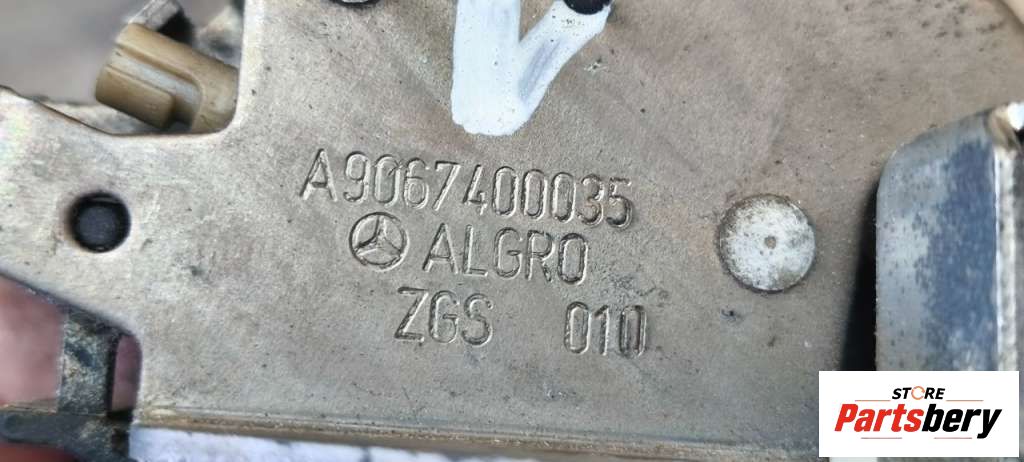 A9067400035
ALGRO
ZGS 010
STORE
Partsbery